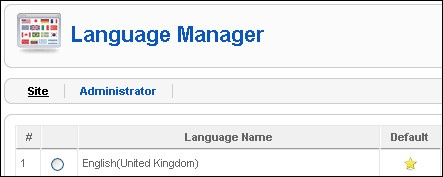 Language Manager
Site Administrator
# Language Name Default
1 English(United Kingdom)